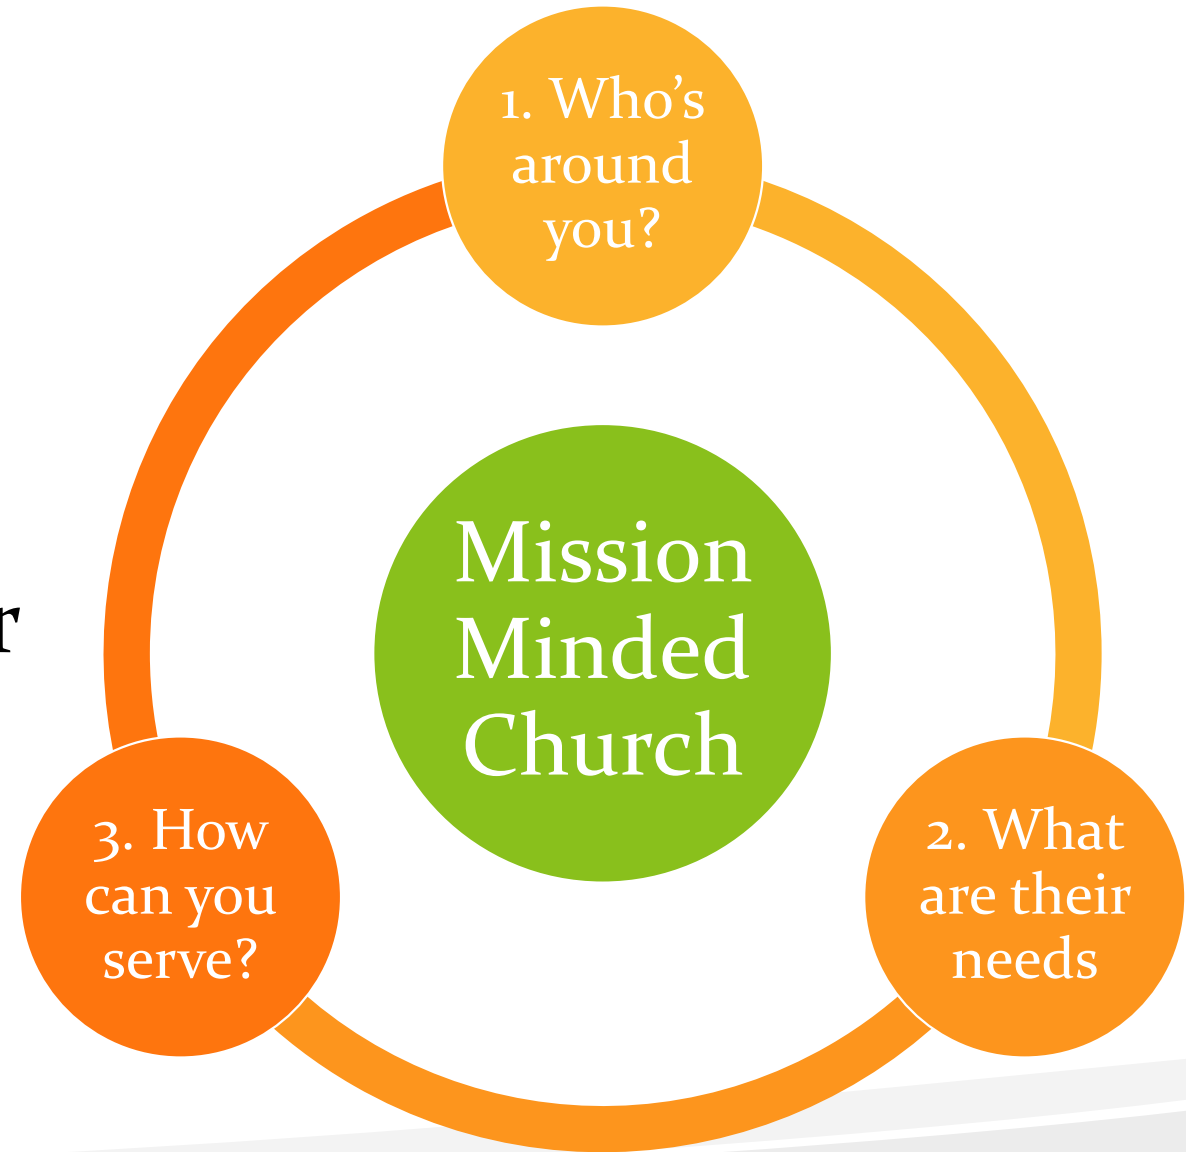 1. Who’s
around
you?
Mission
Minded
Church
2. What
are their
needs
3. How
can you
serve?